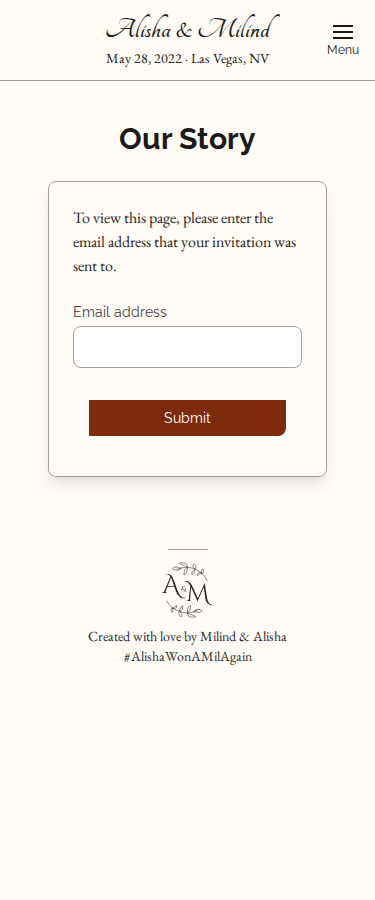 Alisha & Milind
May 28, 2022 · Las Vegas, NV
Menu
Our Story
To view this page, please enter the
email address that your invitation was
sent to.
Email address
Submit
A & M
Created with love by Milind & Alisha
#AlishaWonAMilAgain